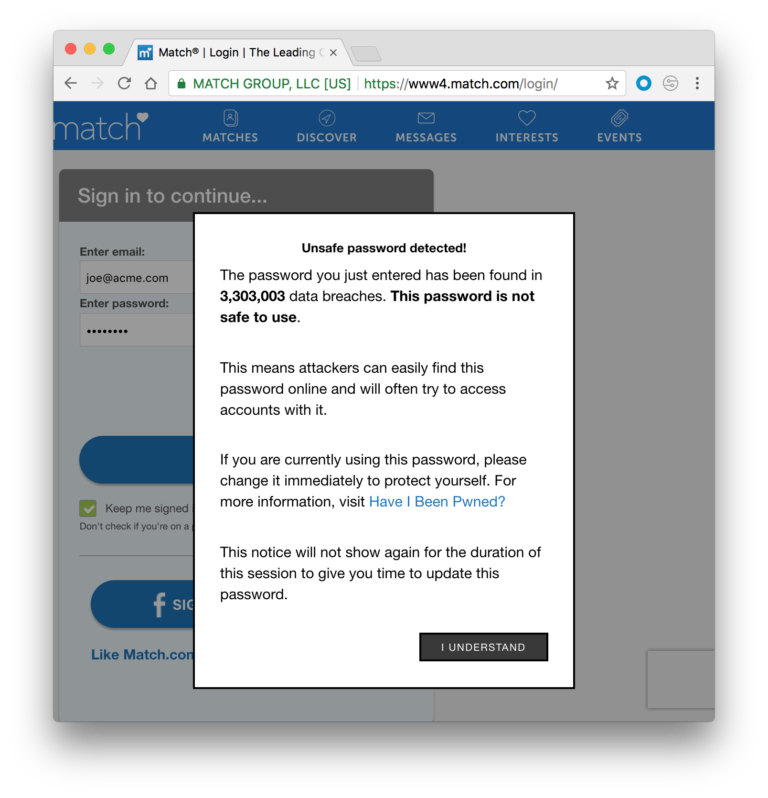 Match® | Login | The Leading
MATCH GROUP, LLC [US] https://www4.match.com/login/
match
MATCHES DISCOVER MESSAGES INTERESTS EVENTS
Sign in to continue...
Enter email:
joe@acme.com
Enter password:
••••••••
Unsafe password detected!
The password you just entered has been found in
3,303,003 data breaches. This password is not
safe to use.
This means attackers can easily find this
password online and will often try to access
accounts with it.
If you are currently using this password, please
change it immediately to protect yourself. For
more information, visit Have I Been Pwned?
This notice will not show again for the duration of
this session to give you time to update this
password.
I UNDERSTAND
Keep me signed
Don't check if you're on a
f SIG
Like Match.com